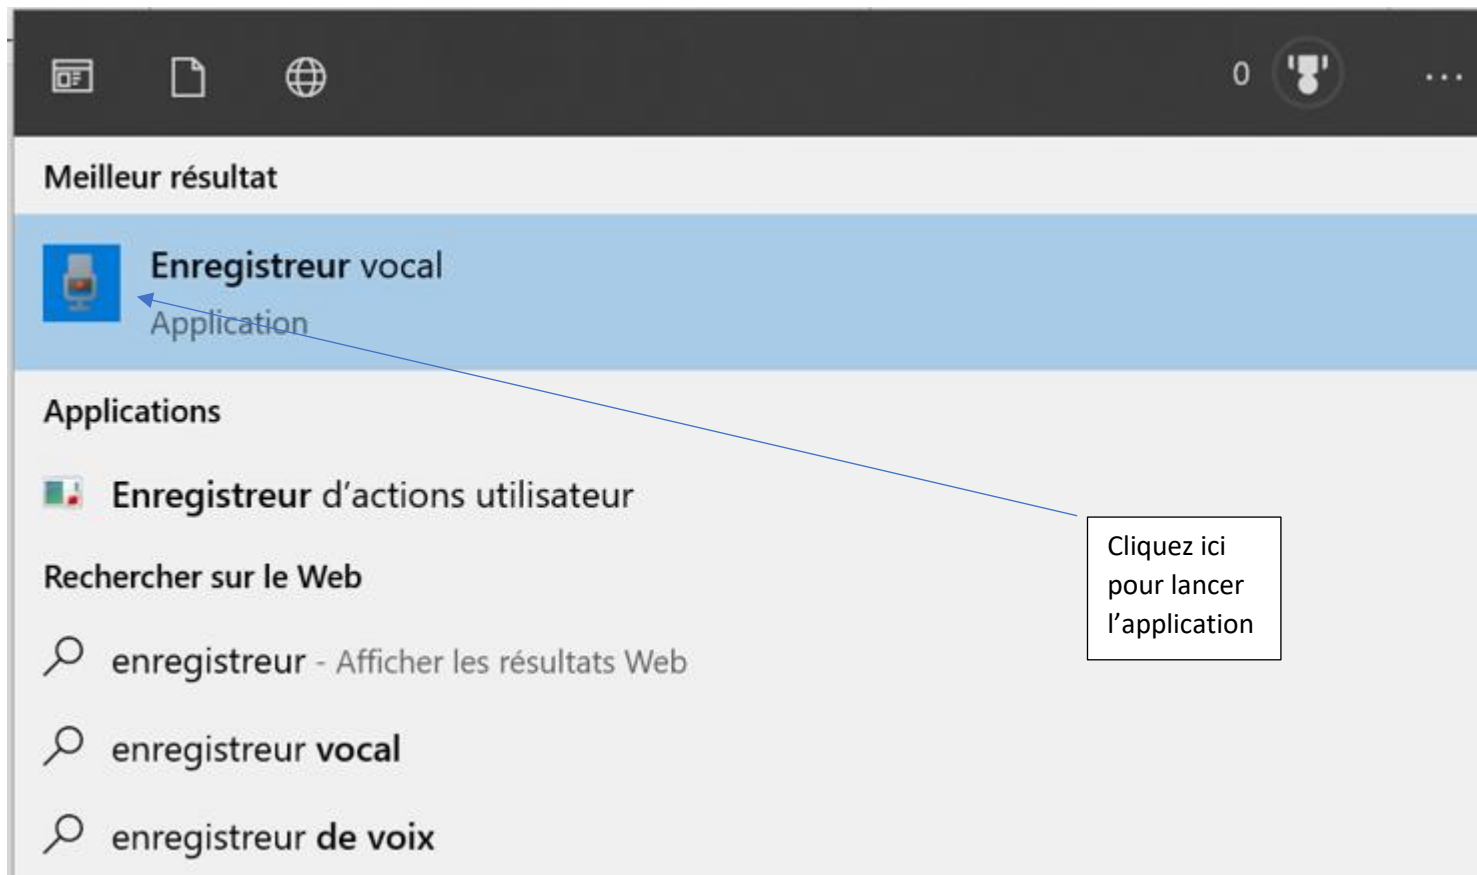 0
...
Meilleur résultat
Enregistreur vocal
Application
Applications
Enregistreur d’actions utilisateur
Rechercher sur le Web
enregistreur - Afficher les résultats Web
enregistreur vocal
enregistreur de voix
Cliquez ici
pour lancer
l’application